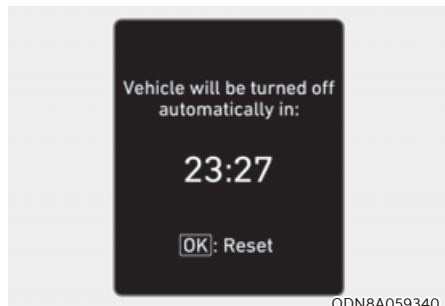 Vehicle will be turned off
automatically in:
23:27
OK: Reset
ODN8A059340